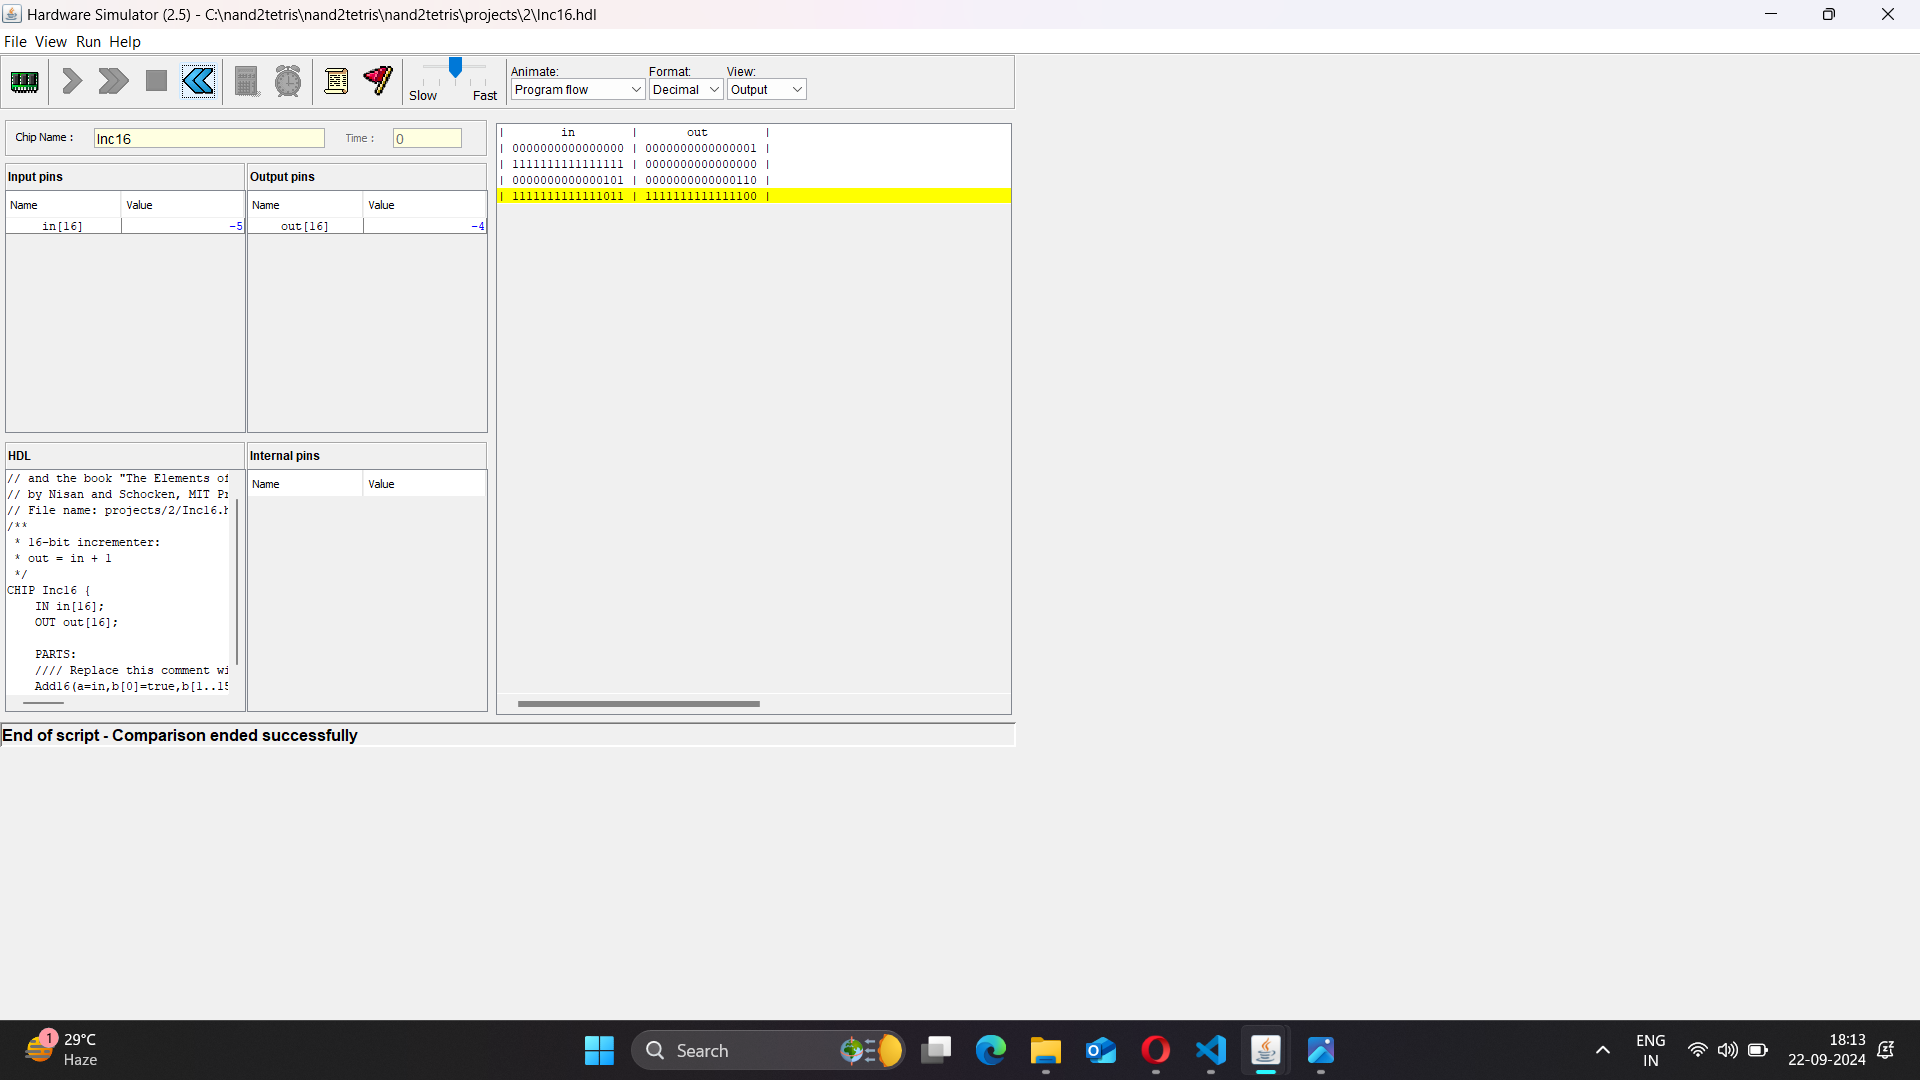 Hardware Simulator (2.5) - C:\nand2tetris\nand2tetris\nand2tetris\projects\2\Inc16.hdl
File View Run Help
Slow Fast
Animate:
Program flow
Format:
Decimal
View:
Output
Chip Name :
Inc16
Time :
0
Input pins
Name Value
in[16] -5
Output pins
Name Value
out[16] -4
HDL
// and the book "The Elements of
// by Nisan and Schocken, MIT Pr
// File name: projects/2/Inc16.h
/**
* 16-bit incrementer:
* out = in + 1
*/
CHIP Inc16 {
IN in[16];
OUT out[16];
PARTS:
//// Replace this comment wi
Add16(a=in,b[0]=true,b[1..15
Internal pins
Name Value
| in | out |
| 0000000000000000 | 0000000000000001 |
| 1111111111111111 | 0000000000000000 |
| 0000000000000101 | 0000000000000110 |
| 1111111111111011 | 1111111111111100 |
End of script - Comparison ended successfully
1
29°C
Haze
Search
ENG
IN
18:13
22-09-2024